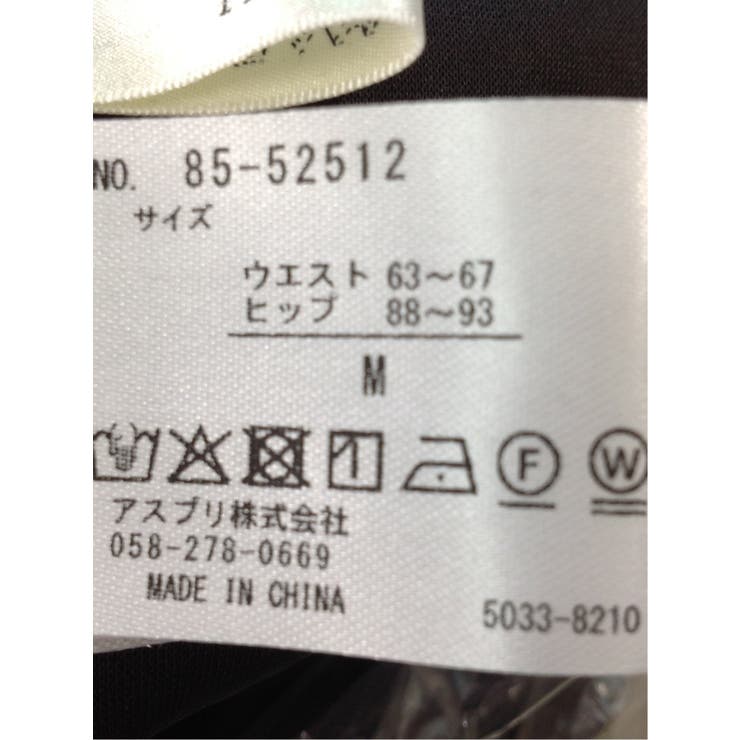 NO. 85-52512
サイズ
ウエスト 63～67
ヒップ 88～93
M
F W
アスブリ株式会社
058-278-0669
MADE IN CHINA
5033-8210